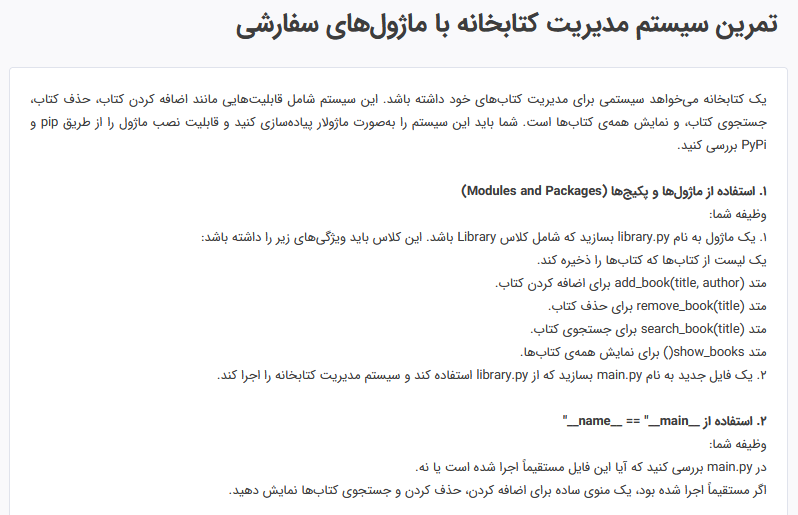 تمرین سیستم مدیریت کتابخانه با ماژول‌های سفارشی
یک کتابخانه می‌خواهد سیستمی برای مدیریت کتاب‌های خود داشته باشد. این سیستم شامل قابلیت‌هایی مانند اضافه کردن کتاب، حذف کتاب،
جستجوی کتاب، و نمایش همه‌ی کتاب‌ها است. شما باید این سیستم را به‌صورت ماژولار پیاده‌سازی کنید و قابلیت نصب ماژول را از طریق pip و
PyPi بررسی کنید.
۱. استفاده از ماژول‌ها و پکیج‌ها (Modules and Packages)
وظیفه شما:
۱. یک ماژول به نام library.py بسازید که شامل کلاس Library باشد. این کلاس باید ویژگی‌های زیر را داشته باشد:
یک لیست از کتاب‌ها که کتاب‌ها را ذخیره کند.
متد add_book(title, author) برای اضافه کردن کتاب.
متد remove_book(title) برای حذف کتاب.
متد search_book(title) برای جستجوی کتاب.
متد show_books() برای نمایش همه‌ی کتاب‌ها.
۲. یک فایل جدید به نام main.py بسازید که از library.py استفاده کند و سیستم مدیریت کتابخانه را اجرا کند.
۲. استفاده از __name__ == "__main__"
وظیفه شما:
در main.py بررسی کنید که آیا این فایل مستقیماً اجرا شده است یا نه.
اگر مستقیماً اجرا شده بود، یک منوی ساده برای اضافه کردن، حذف کردن و جستجوی کتاب‌ها نمایش دهید.